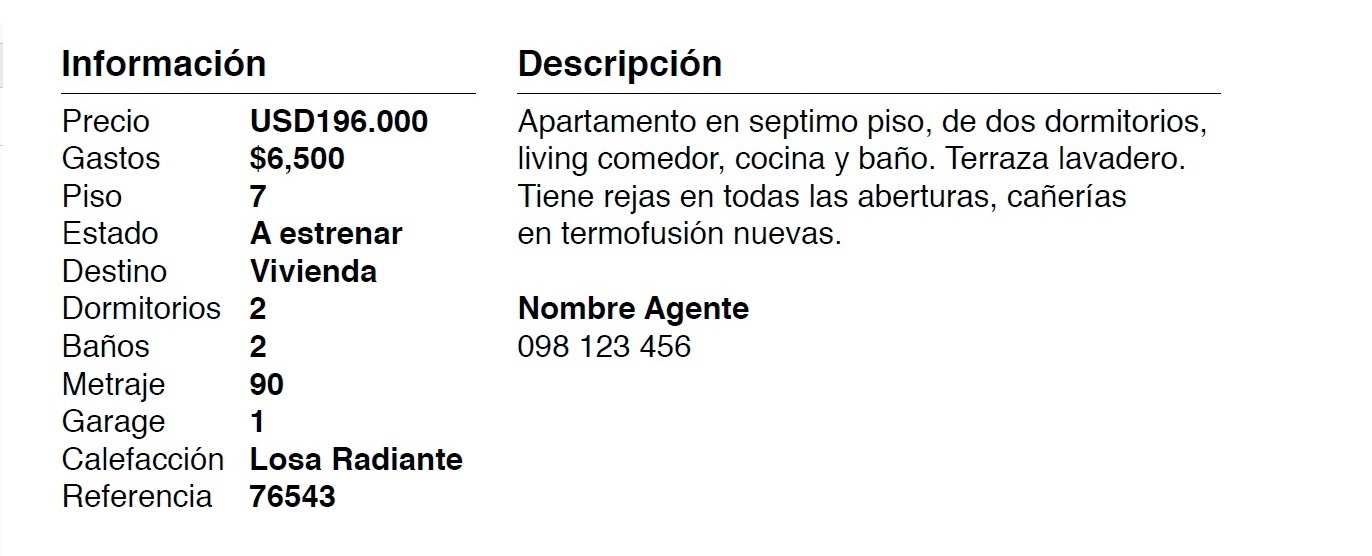 Información
Precio USD196.000
Gastos $6,500
Piso 7
Estado A estrenar
Destino Vivienda
Dormitorios 2
Baños 2
Metraje 90
Garage 1
Calefacción Losa Radiante
Referencia 76543
Descripción
Apartamento en septimo piso, de dos dormitorios,
living comedor, cocina y baño. Terraza lavadero.
Tiene rejas en todas las aberturas, cañerías
en termofusión nuevas.
Nombre Agente
098 123 456